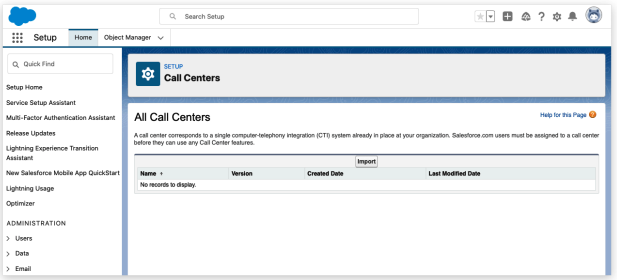 Search Setup
Setup Home Object Manager
Quick Find
Setup Home
Service Setup Assistant
Multi-Factor Authentication Assistant
Release Updates
Lightning Experience Transition
Assistant
New Salesforce Mobile App QuickStart
Lightning Usage
Optimizer
ADMINISTRATION
Users
Data
Email
SETUP
Call Centers
All Call Centers
Help for this Page
A call center corresponds to a single computer-telephony integration (CTI) system already in place at your organization. Salesforce.com users must be assigned to a call center
before they can use any Call Center features.
Import
Name ↑ Version Created Date Last Modified Date
No records to display.